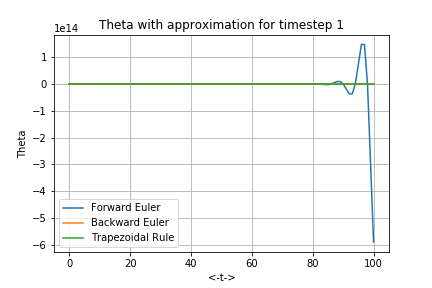 Theta with approximation for timestep 1
1e14
1
0
−1
−2
−3
−4
−5
−6
Theta
Forward Euler
Backward Euler
Trapezoidal Rule
0 20 40 60 80 100
<-t->